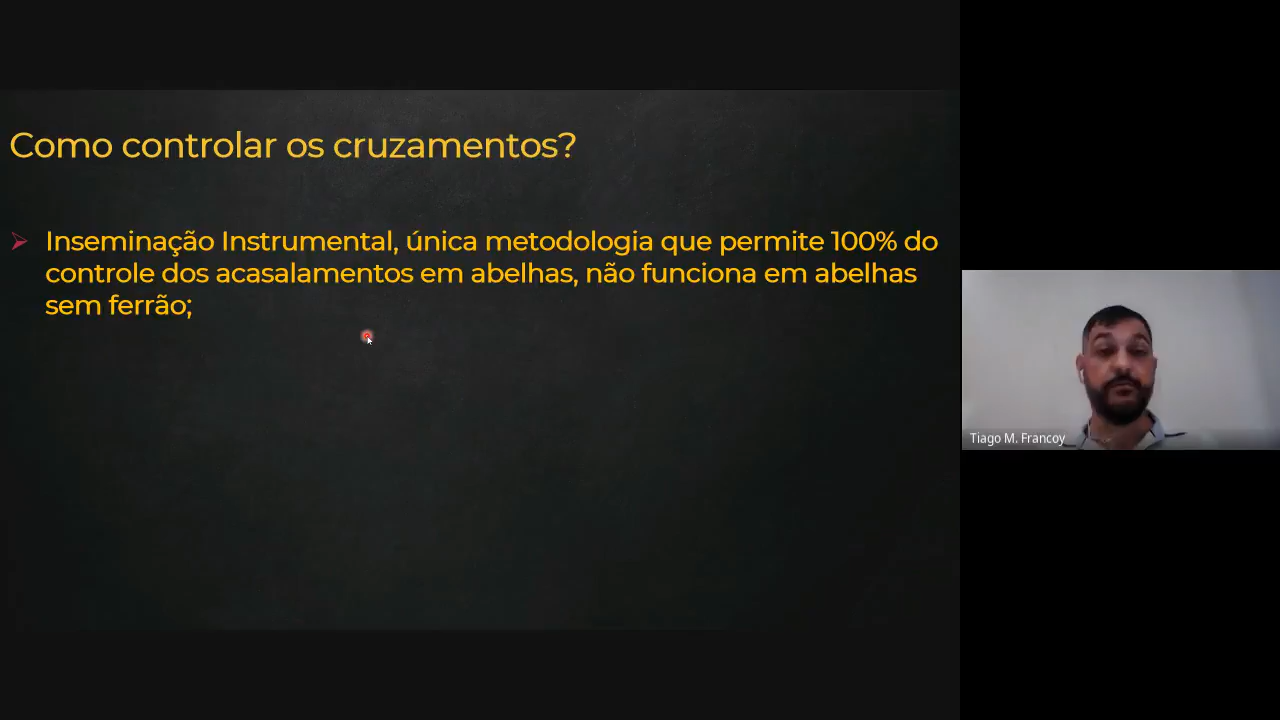 Como controlar os cruzamentos?
Inseminação Instrumental, única metodologia que permite 100% do
controle dos acasalamentos em abelhas, não funciona em abelhas
sem ferrão;
Tiago M. Francoy